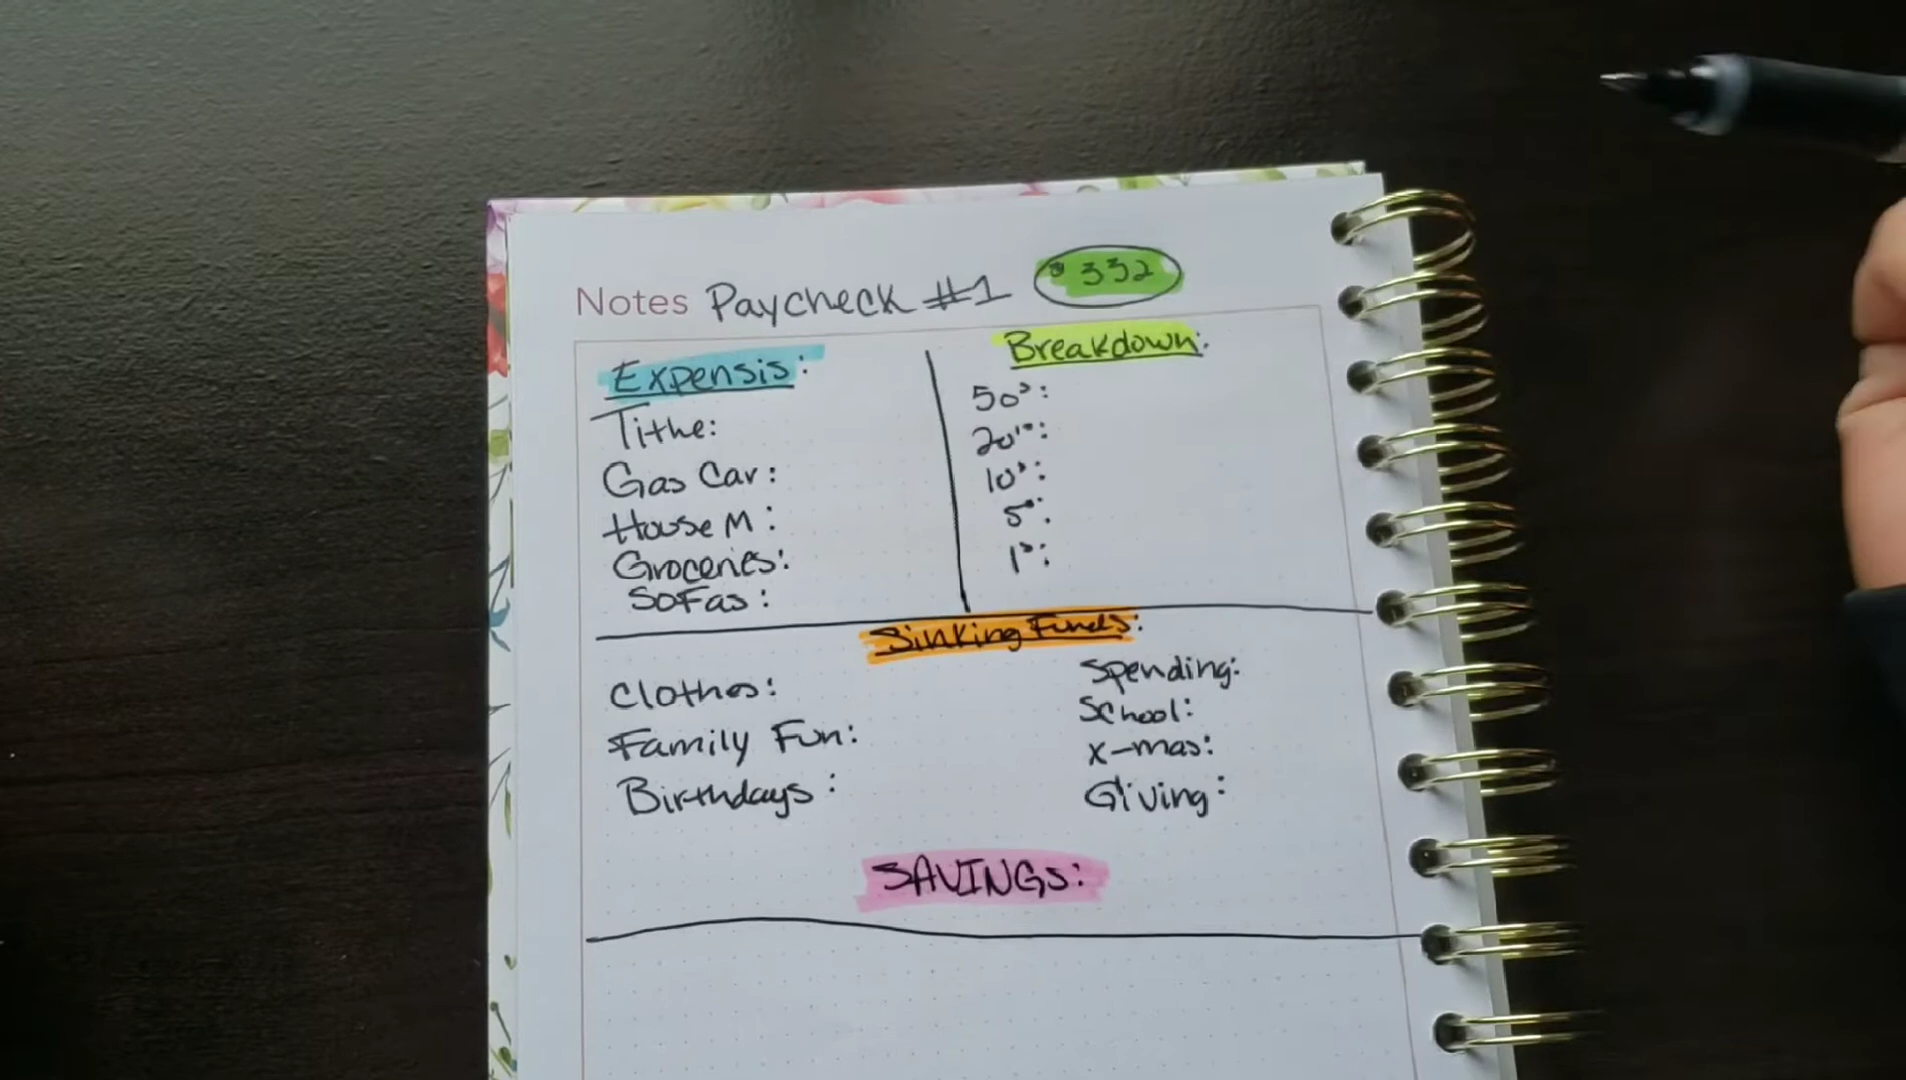 Notes Paycheck #1 $332
Expensis:
Tithe:
Gas Car:
House M:
Groceries:
SoFas:
Breakdown:
50's:
20's:
10's:
5's:
1's:
Sinking Funds:
Clothes:
Family Fun:
Birthdays:
Spending:
School:
X-mas:
Giving:
SAVINGS: